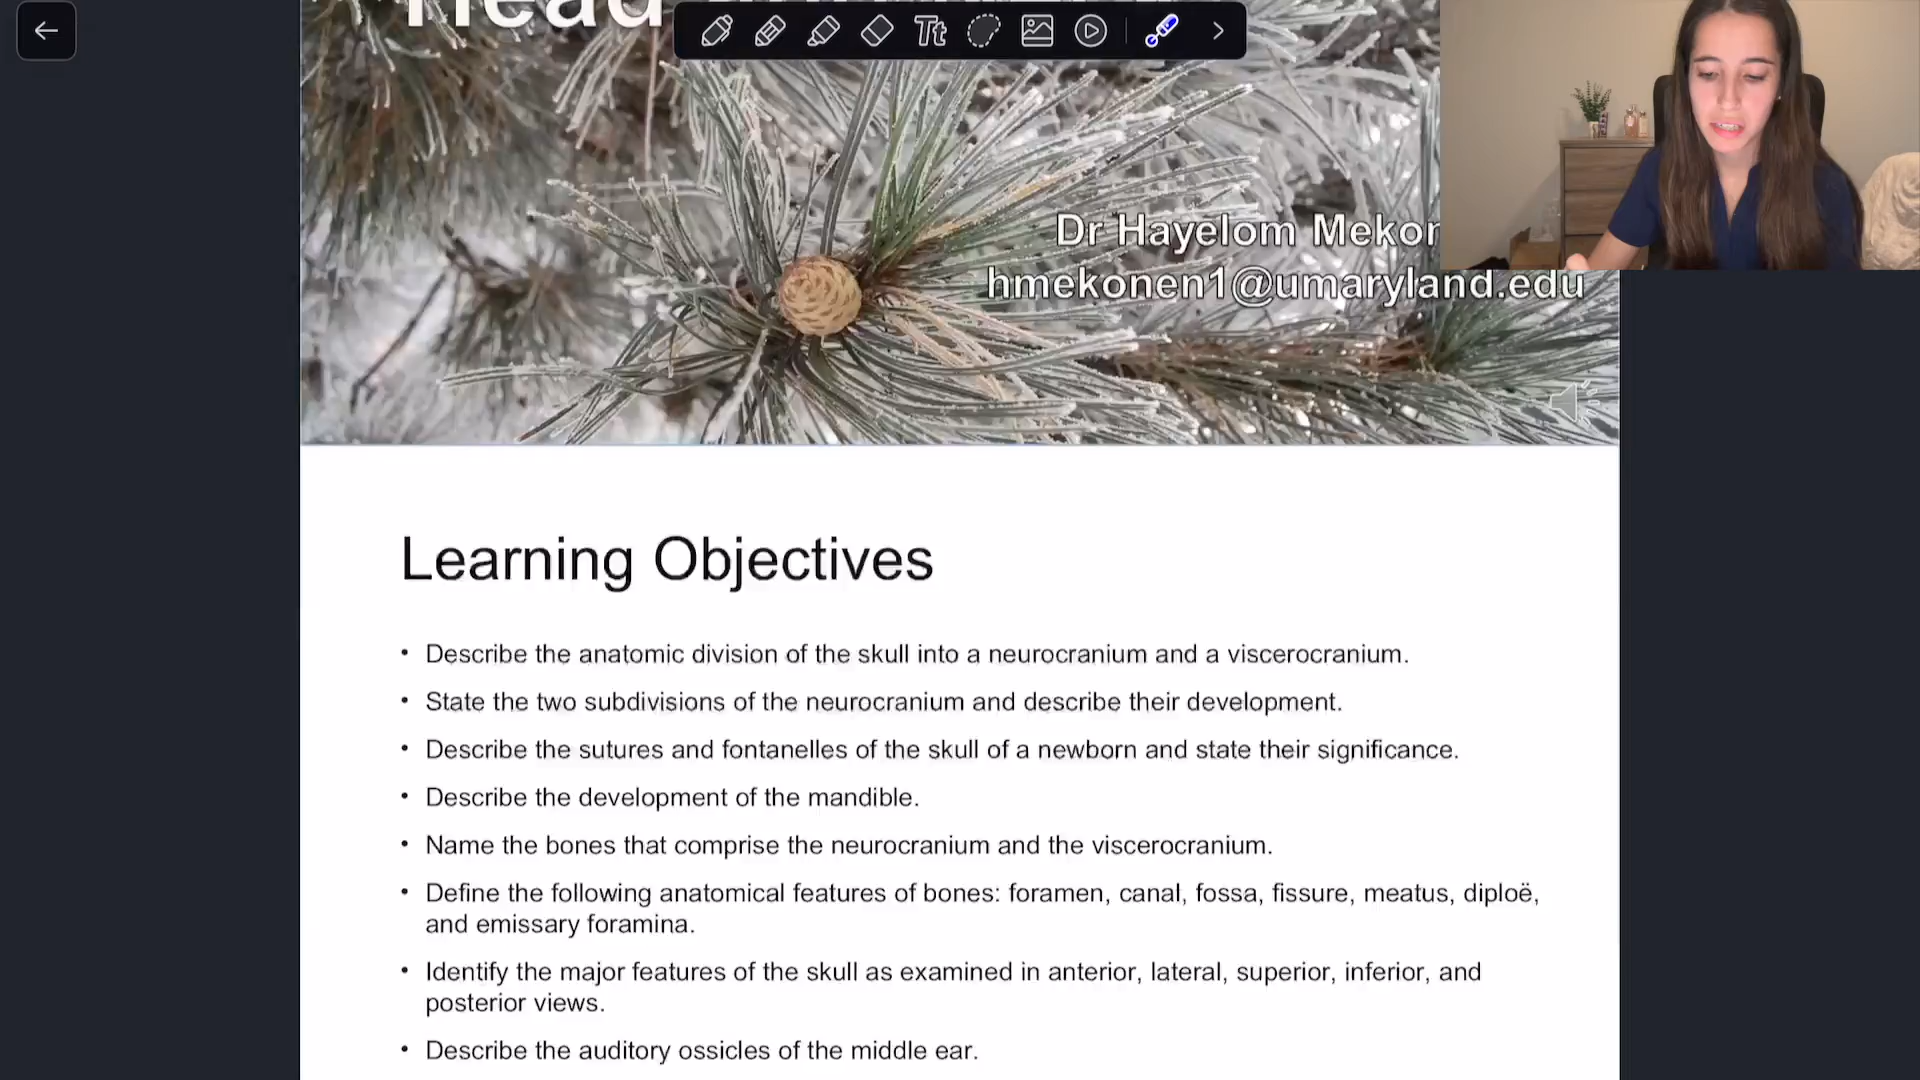 Head
Tt
Dr Hayelom Mekon
hmekonen1@umaryland.edu
Learning Objectives
• Describe the anatomic division of the skull into a neurocranium and a viscerocranium.
• State the two subdivisions of the neurocranium and describe their development.
• Describe the sutures and fontanelles of the skull of a newborn and state their significance.
• Describe the development of the mandible.
• Name the bones that comprise the neurocranium and the viscerocranium.
• Define the following anatomical features of bones: foramen, canal, fossa, fissure, meatus, diploë,
and emissary foramina.
• Identify the major features of the skull as examined in anterior, lateral, superior, inferior, and
posterior views.
• Describe the auditory ossicles of the middle ear.